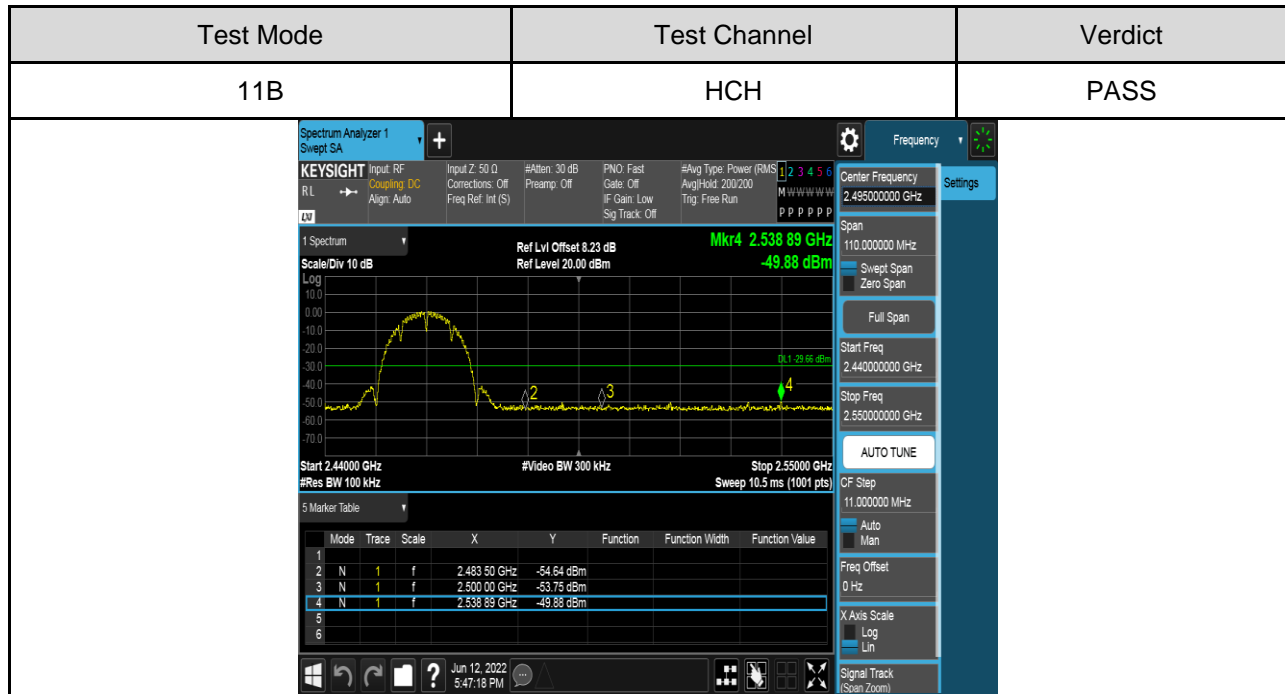 Test Mode Test Channel Verdict
11B HCH PASS
Spectrum Analyzer 1
Swept SA
+
Frequency
KEYSIGHT Input: RF Input Z: 50 Ω #Atten: 30 dB PNO: Fast #Avg Type: Power (RMS 1 2 3 4 5 6
RL Coupling: DC Corrections: Off Preamp: Off Gate: Off Avg|Hold: 200/200 M W W W W W
Align: Auto Freq Ref: Int (S) IF Gain: Low Trig: Free Run
LXI Sig Track: Off P P P P P P
Center Frequency
2.495000000 GHz
Settings
1 Spectrum Ref Lvl Offset 8.23 dB Mkr4 2.538 89 GHz
Scale/Div 10 dB Ref Level 20.00 dBm -49.88 dBm
Log
10.0
0.00
-10.0
-20.0
DL1 -29.66 dBm
-30.0
-40.0
2 3 4
-50.0
-60.0
-70.0
Start 2.44000 GHz #Video BW 300 kHz Stop 2.55000 GHz
#Res BW 100 kHz Sweep 10.5 ms (1001 pts)
Span
110.000000 MHz
Swept Span
Zero Span
Full Span
Start Freq
2.440000000 GHz
Stop Freq
2.550000000 GHz
AUTO TUNE
CF Step
11.000000 MHz
Auto
Man
Freq Offset
0 Hz
X Axis Scale
Log
Lin
Signal Track
(Span Zoom)
5 Marker Table
Mode Trace Scale X Y Function Function Width Function Value
1
2 N 1 f 2.483 50 GHz -54.64 dBm
3 N 1 f 2.500 00 GHz -53.75 dBm
4 N 1 f 2.538 89 GHz -49.88 dBm
5
6
? Jun 12, 2022
5:47:18 PM